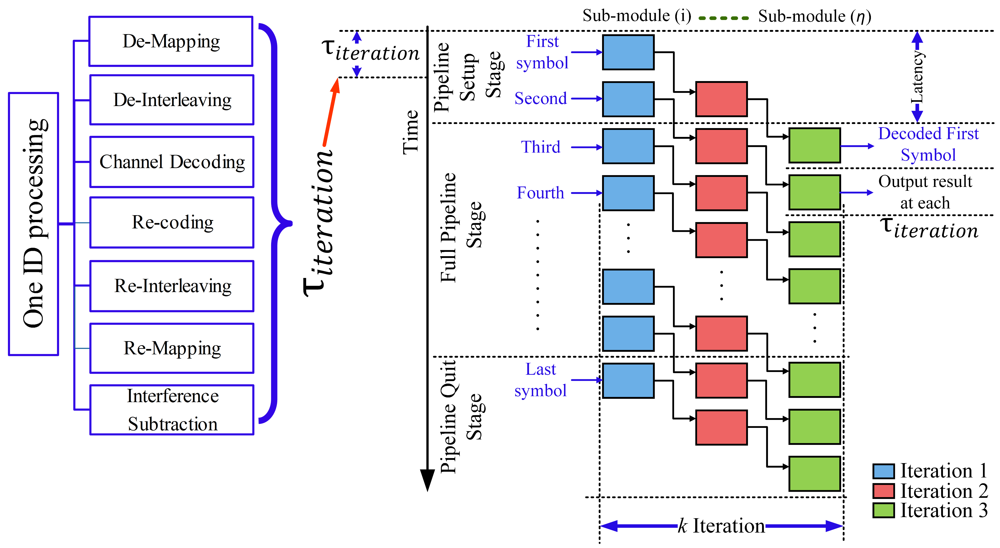 One ID processing
De-Mapping
De-Interleaving
Channel Decoding
Re-coding
Re-Interleaving
Re-Mapping
Interference
Subtraction
τiteration
τiteration
Time
Sub-module (i)
Sub-module (η)
Pipeline
Setup
Stage
Full Pipeline
Stage
Pipeline Quit
Stage
First
symbol
Second
Third
Fourth
Last
symbol
Latency
Decoded First
Symbol
Output result
at each
τiteration
Iteration 1
Iteration 2
Iteration 3
k Iteration